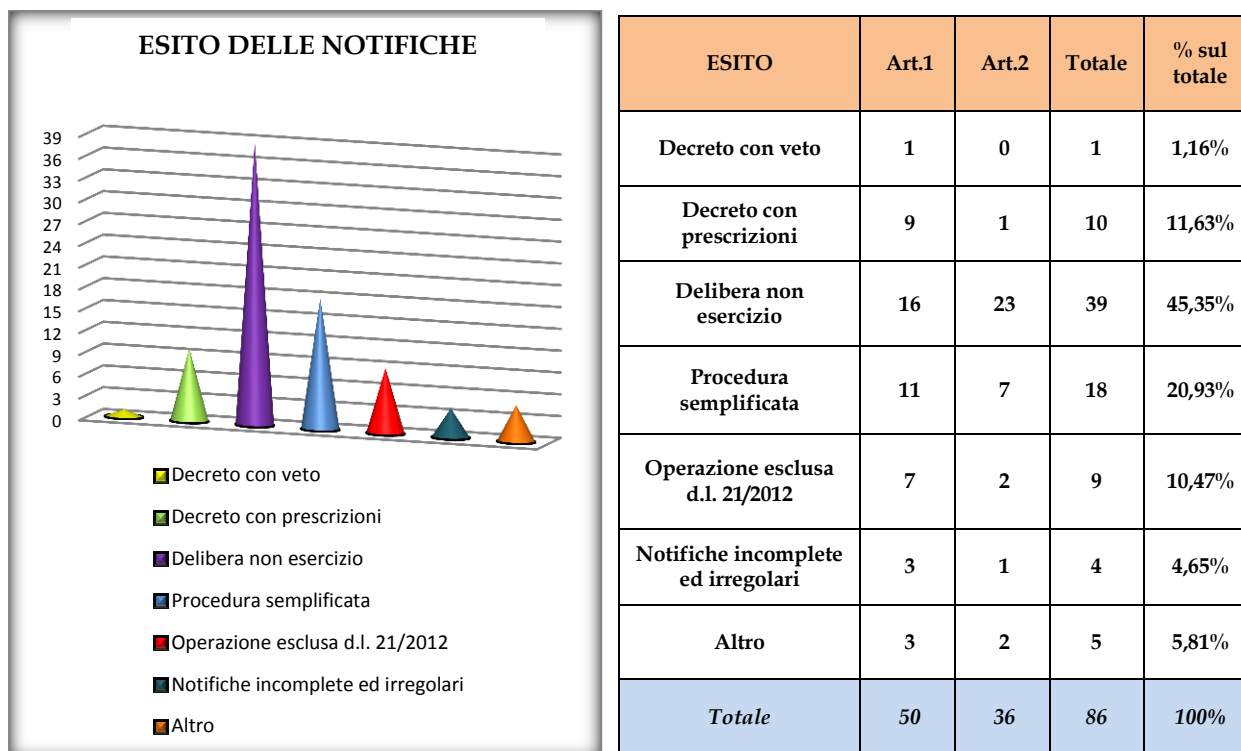 ESITO DELLE NOTIFICHE
39
36
33
30
27
24
21
18
15
12
9
6
3
0
Decreto con veto
Decreto con prescrizioni
Delibera non esercizio
Procedura semplificata
Operazione esclusa d.l. 21/2012
Notifiche incomplete ed irregolari
Altro
ESITO Art.1 Art.2 Totale % sul totale
Decreto con veto 1 0 1 1,16%
Decreto con prescrizioni 9 1 10 11,63%
Delibera non esercizio 16 23 39 45,35%
Procedura semplificata 11 7 18 20,93%
Operazione esclusa d.l. 21/2012 7 2 9 10,47%
Notifiche incomplete ed irregolari 3 1 4 4,65%
Altro 3 2 5 5,81%
Totale 50 36 86 100%